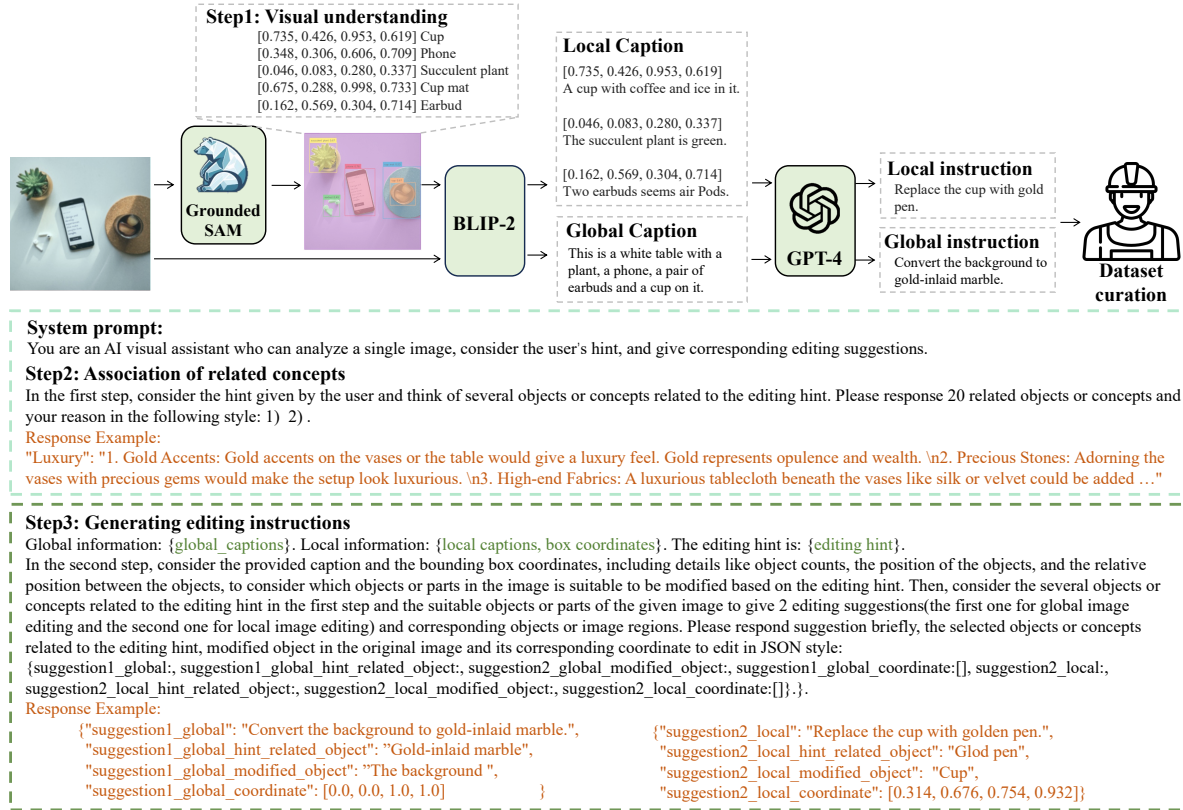 Step1: Visual understanding
[0.735, 0.426, 0.953, 0.619] Cup
[0.348, 0.306, 0.606, 0.709] Phone
[0.046, 0.083, 0.280, 0.337] Succulent plant
[0.675, 0.288, 0.998, 0.733] Cup mat
[0.162, 0.569, 0.304, 0.714] Earbud
Grounded
SAM
BLIP-2
Local Caption
[0.735, 0.426, 0.953, 0.619]
A cup with coffee and ice in it.
[0.046, 0.083, 0.280, 0.337]
The succulent plant is green.
[0.162, 0.569, 0.304, 0.714]
Two earbuds seems air Pods.
Global Caption
This is a white table with a
plant, a phone, a pair of
earbuds and a cup on it.
GPT-4
Local instruction
Replace the cup with gold
pen.
Global instruction
Convert the background to
gold-inlaid marble.
Dataset
curation
System prompt:
You are an AI visual assistant who can analyze a single image, consider the user's hint, and give corresponding editing suggestions.
Step2: Association of related concepts
In the first step, consider the hint given by the user and think of several objects or concepts related to the editing hint. Please response 20 related objects or concepts and
your reason in the following style: 1) 2) .
Response Example:
"Luxury": "1. Gold Accents: Gold accents on the vases or the table would give a luxury feel. Gold represents opulence and wealth. \n2. Precious Stones: Adorning the
vases with precious gems would make the setup look luxurious. \n3. High-end Fabrics: A luxurious tablecloth beneath the vases like silk or velvet could be added …"
Step3: Generating editing instructions
Global information: {global_captions}. Local information: {local captions, box coordinates}. The editing hint is: {editing hint}.
In the second step, consider the provided caption and the bounding box coordinates, including details like object counts, the position of the objects, and the relative
position between the objects, to consider which objects or parts in the image is suitable to be modified based on the editing hint. Then, consider the several objects or
concepts related to the editing hint in the first step and the suitable objects or parts of the given image to give 2 editing suggestions(the first one for global image
editing and the second one for local image editing) and corresponding objects or image regions. Please respond suggestion briefly, the selected objects or concepts
related to the editing hint, modified object in the original image and its corresponding coordinate to edit in JSON style:
{suggestion1_global:, suggestion1_global_hint_related_object:, suggestion2_global_modified_object:, suggestion1_global_coordinate:[], suggestion2_local:,
suggestion2_local_hint_related_object:, suggestion2_local_modified_object:, suggestion2_local_coordinate:[]}.}.
Response Example:
{"suggestion1_global": "Convert the background to gold-inlaid marble.",
"suggestion1_global_hint_related_object": ”Gold-inlaid marble",
"suggestion1_global_modified_object": ”The background ",
"suggestion1_global_coordinate": [0.0, 0.0, 1.0, 1.0] }
{"suggestion2_local": "Replace the cup with golden pen.",
"suggestion2_local_hint_related_object": "Glod pen",
"suggestion2_local_modified_object": "Cup",
"suggestion2_local_coordinate": [0.314, 0.676, 0.754, 0.932]}